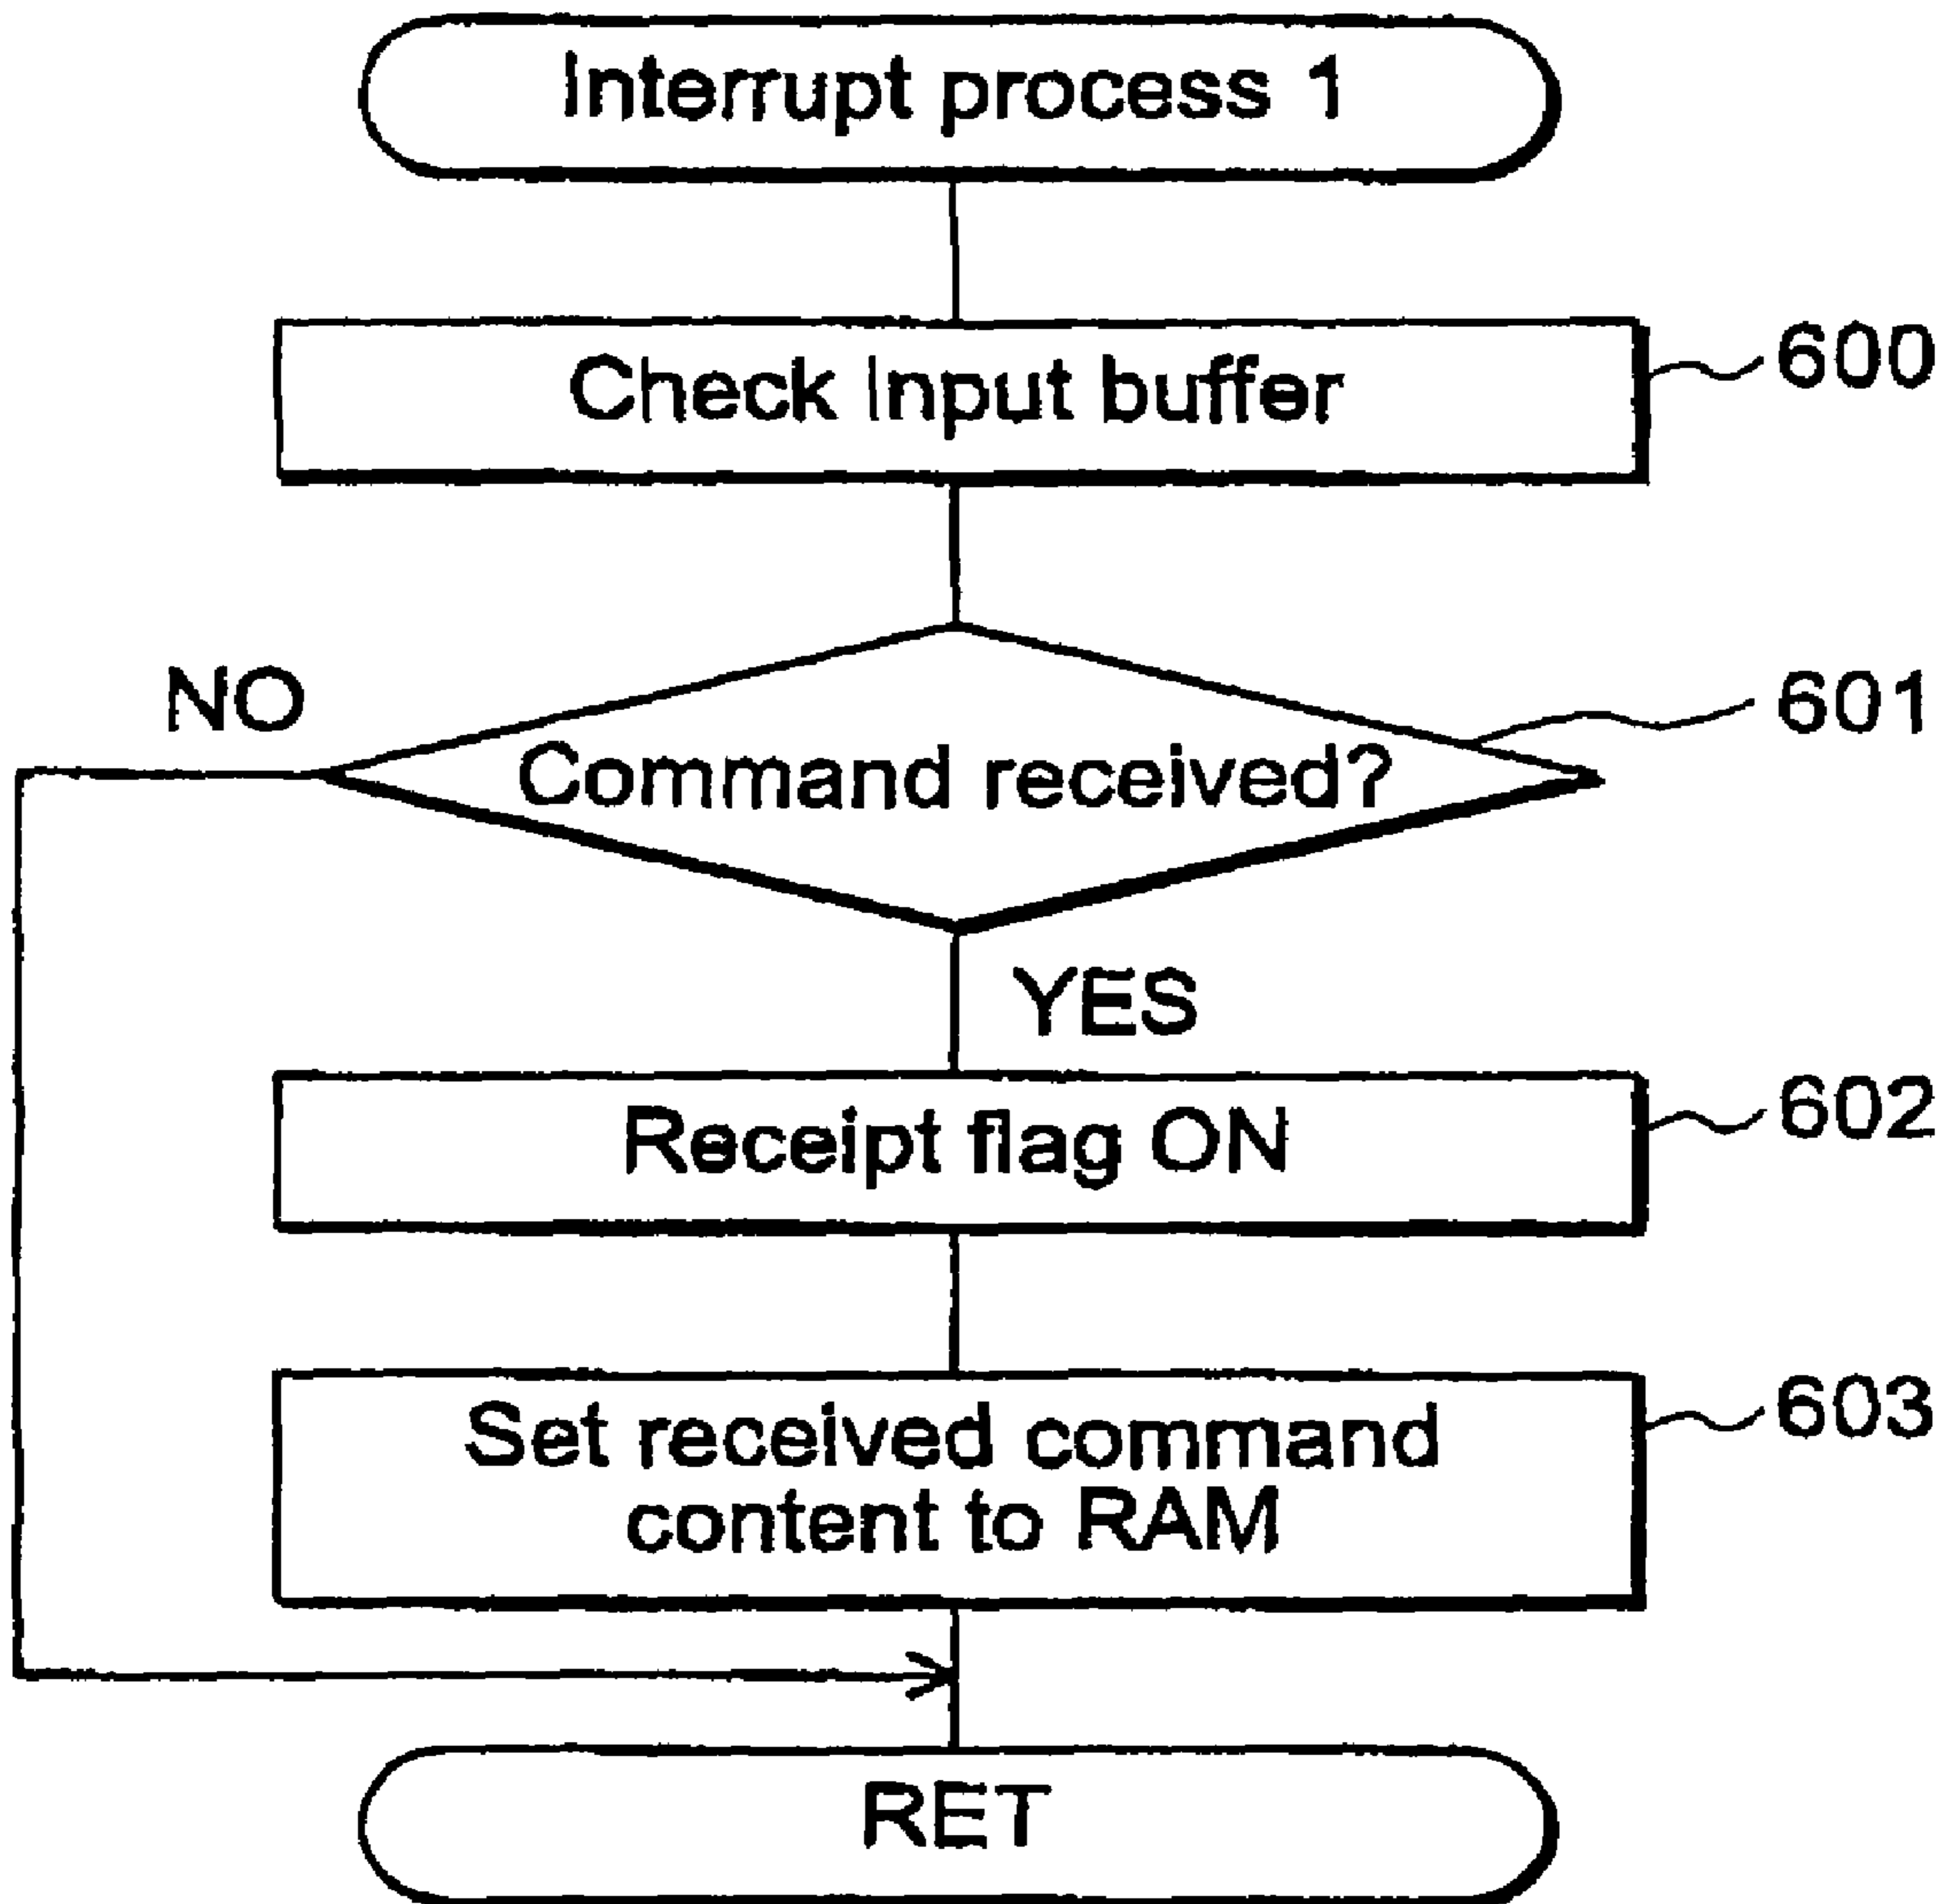 Interrupt process 1
Check input buffer
600
NO
601
Command received?
YES
Receipt flag ON
602
Set received command
content to RAM
603
RET